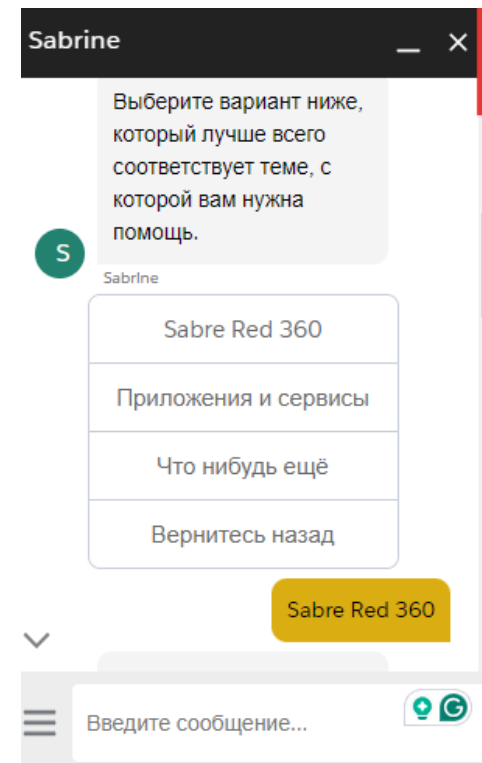 Sabrine
Выберите вариант ниже,
который лучше всего
соответствует теме, с
которой вам нужна
помощь.
S
SabrIne
Sabre Red 360
Приложения и сервисы
Что нибудь ещё
Вернитесь назад
Sabre Red 360
Введите сообщение...